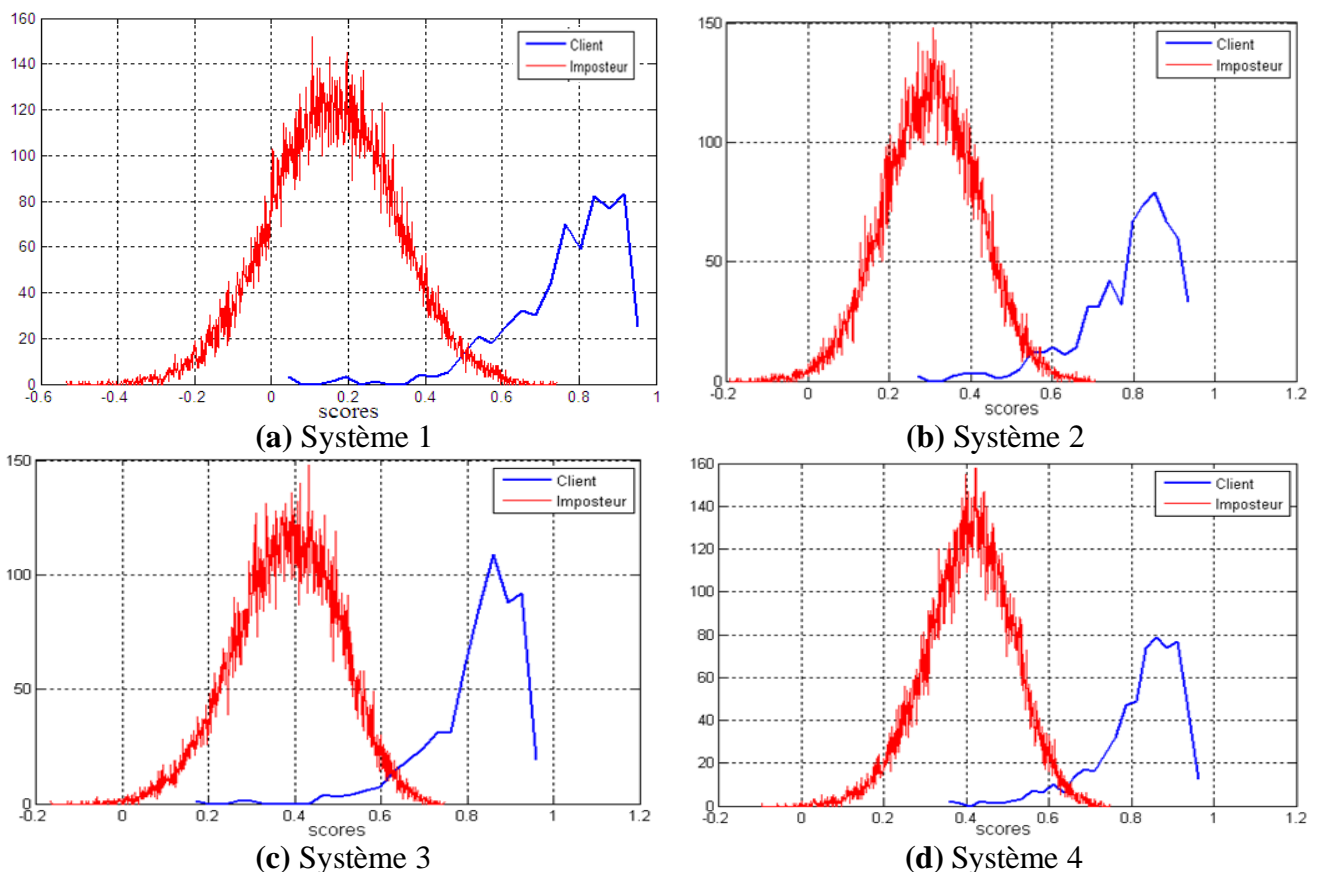 160
140
120
100
80
60
40
20
0
-0.6 -0.4 -0.2 0 0.2 0.4 0.6 0.8 1
scores
Client
Imposteur
(a) Système 1
150
100
50
0
-0.2 0 0.2 0.4 0.6 0.8 1 1.2
scores
Client
Imposteur
(b) Système 2
150
100
50
0
-0.2 0 0.2 0.4 0.6 0.8 1 1.2
scores
Client
Imposteur
(c) Système 3
160
140
120
100
80
60
40
20
0
-0.2 0 0.2 0.4 0.6 0.8 1 1.2
scores
Client
Imposteur
(d) Système 4